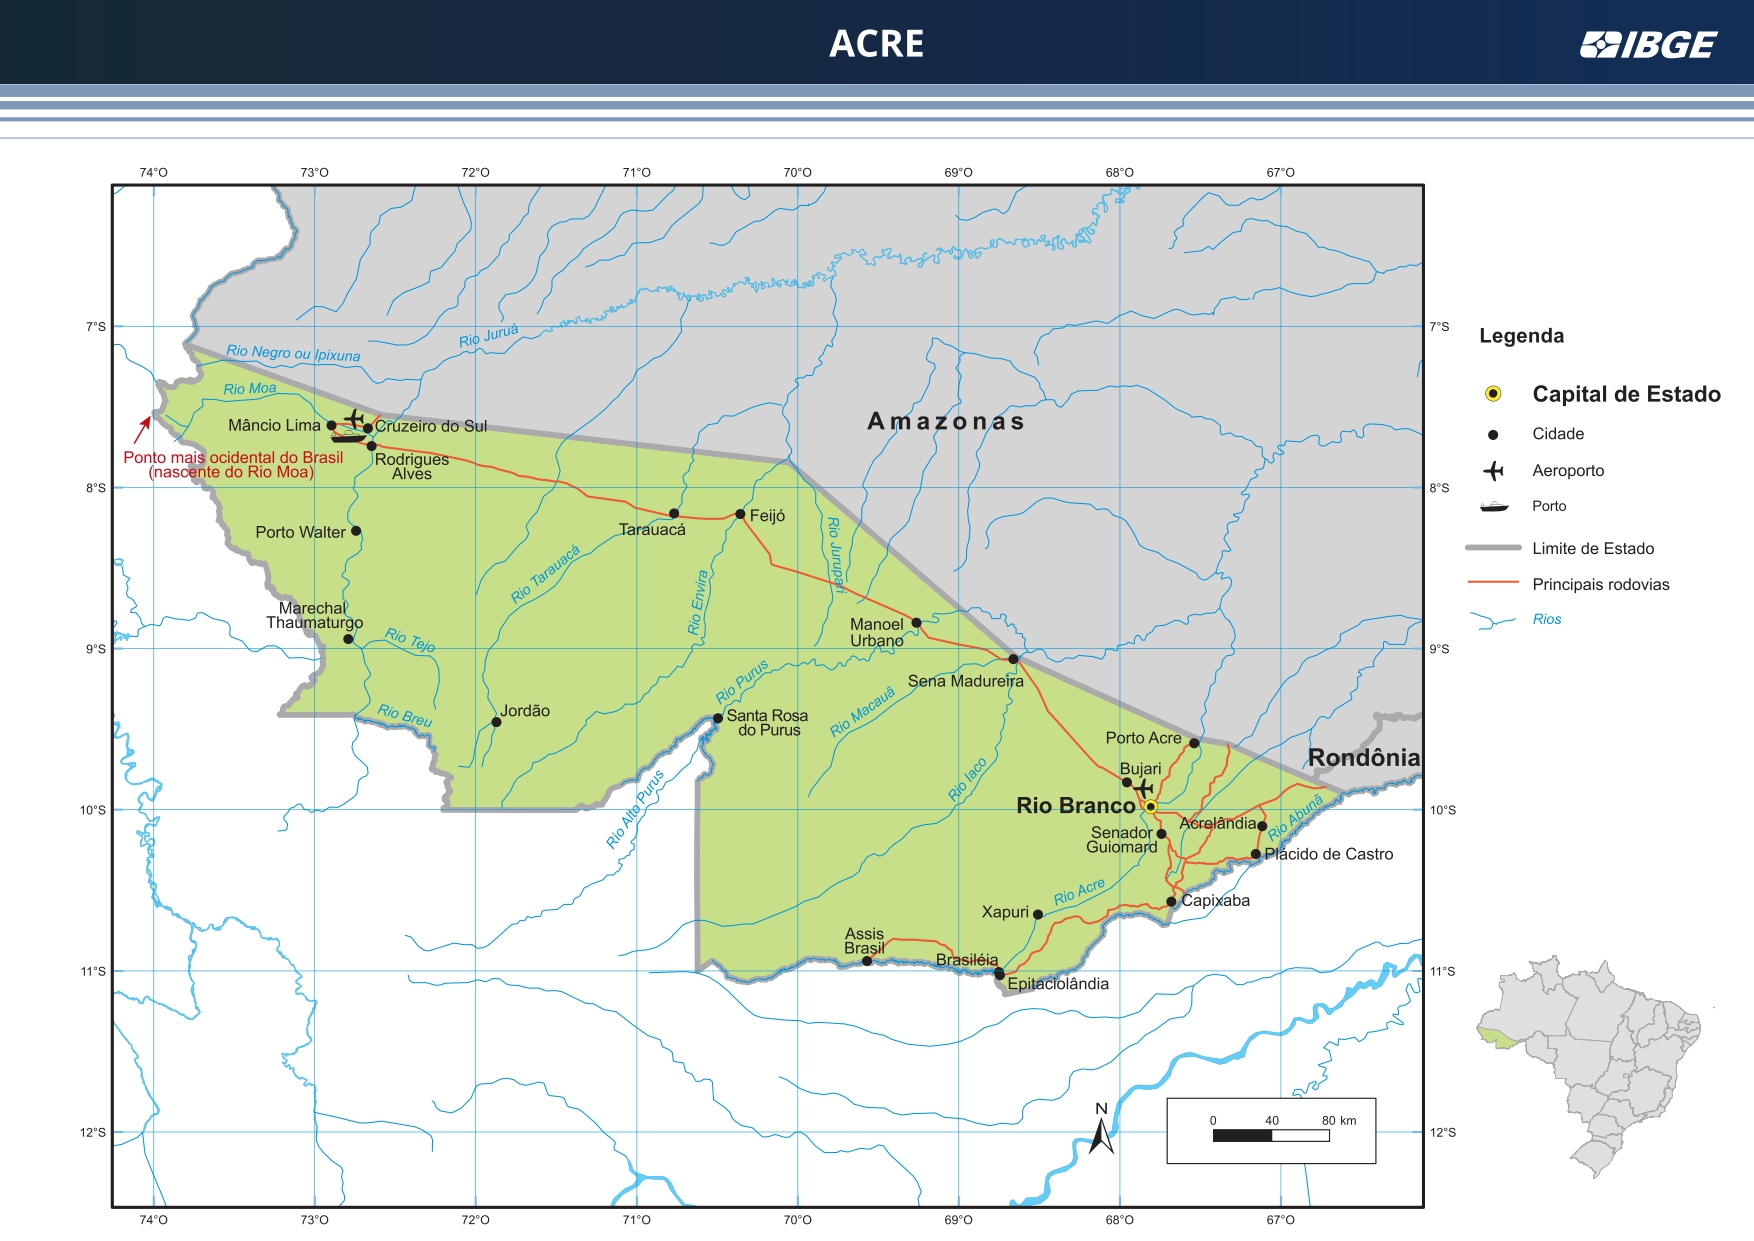 ACRE
IBGE
74°O 73°O 72°O 71°O 70°O 69°O 68°O 67°O
7°S
7°S
Rio Juruá
Rio Negro ou Ipixuna
Rio Moa
Amazonas
Mâncio Lima
Cruzeiro do Sul
Ponto mais ocidental do Brasil
(nascente do Rio Moa)
Rodrigues
Alves
8°S
8°S
Tarauacá
Feijó
Porto Walter
Rio Jurupari
Rio Tarauacá
Rio Envira
Marechal
Thaumaturgo
Manoel
Urbano
Rio Tejo
9°S
9°S
Sena Madureira
Rio Purus
Rio Macauã
Rio Breu
Jordão
Santa Rosa
do Purus
Porto Acre
Rondônia
Bujari
Rio Iaco
Rio Alto Purus
10°S
Rio Branco
10°S
Acrelândia
Rio Abunã
Senador
Guiomard
Plácido de Castro
Rio Acre
Capixaba
Xapuri
Assis
Brasil
Brasiléia
11°S
11°S
Epitaciolândia
N
0 40 80 km
12°S
12°S
74°O 73°O 72°O 71°O 70°O 69°O 68°O 67°O
Legenda
Capital de Estado
Cidade
Aeroporto
Porto
Limite de Estado
Principais rodovias
Rios